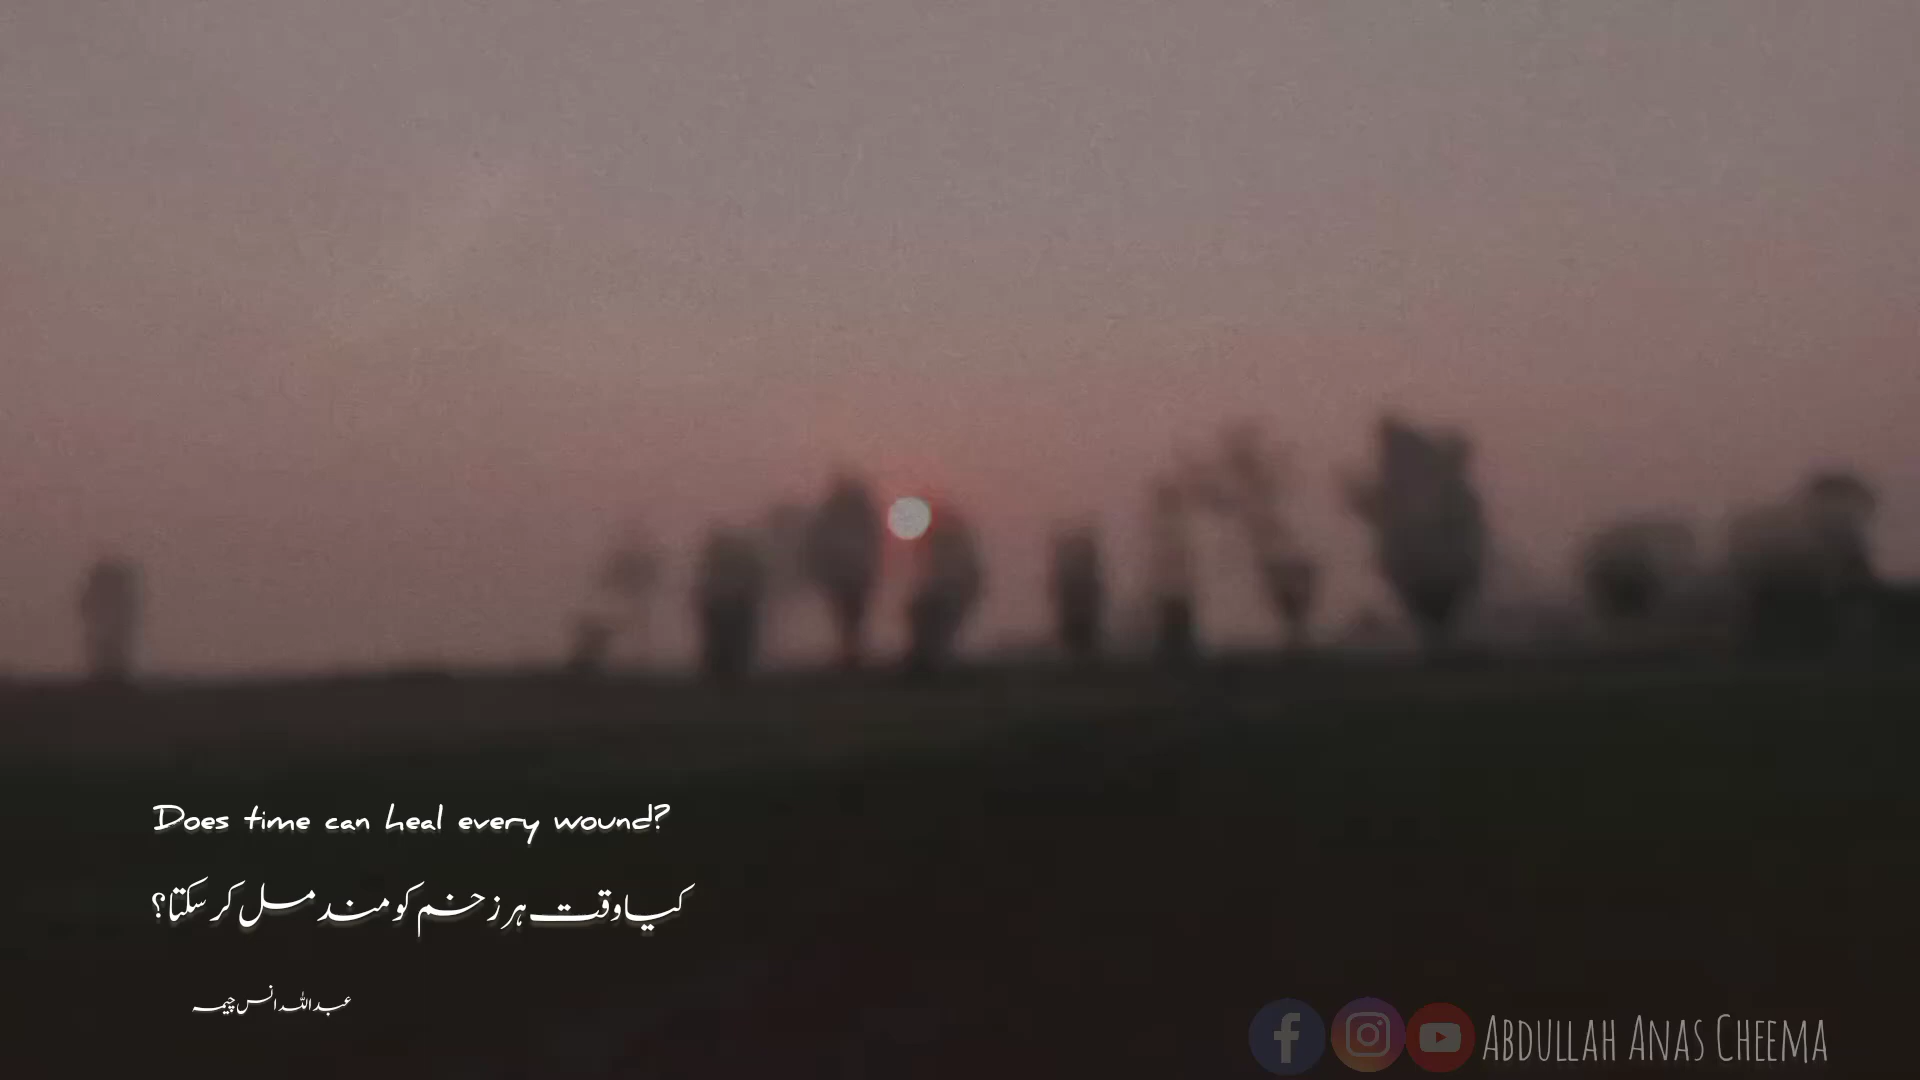 Does time can heal every wound?
کیا وقت ہر زخم کو مندمل کر سکتا؟
عبداللہ انس چیمہ
ABDULLAH ANAS CHEEMA